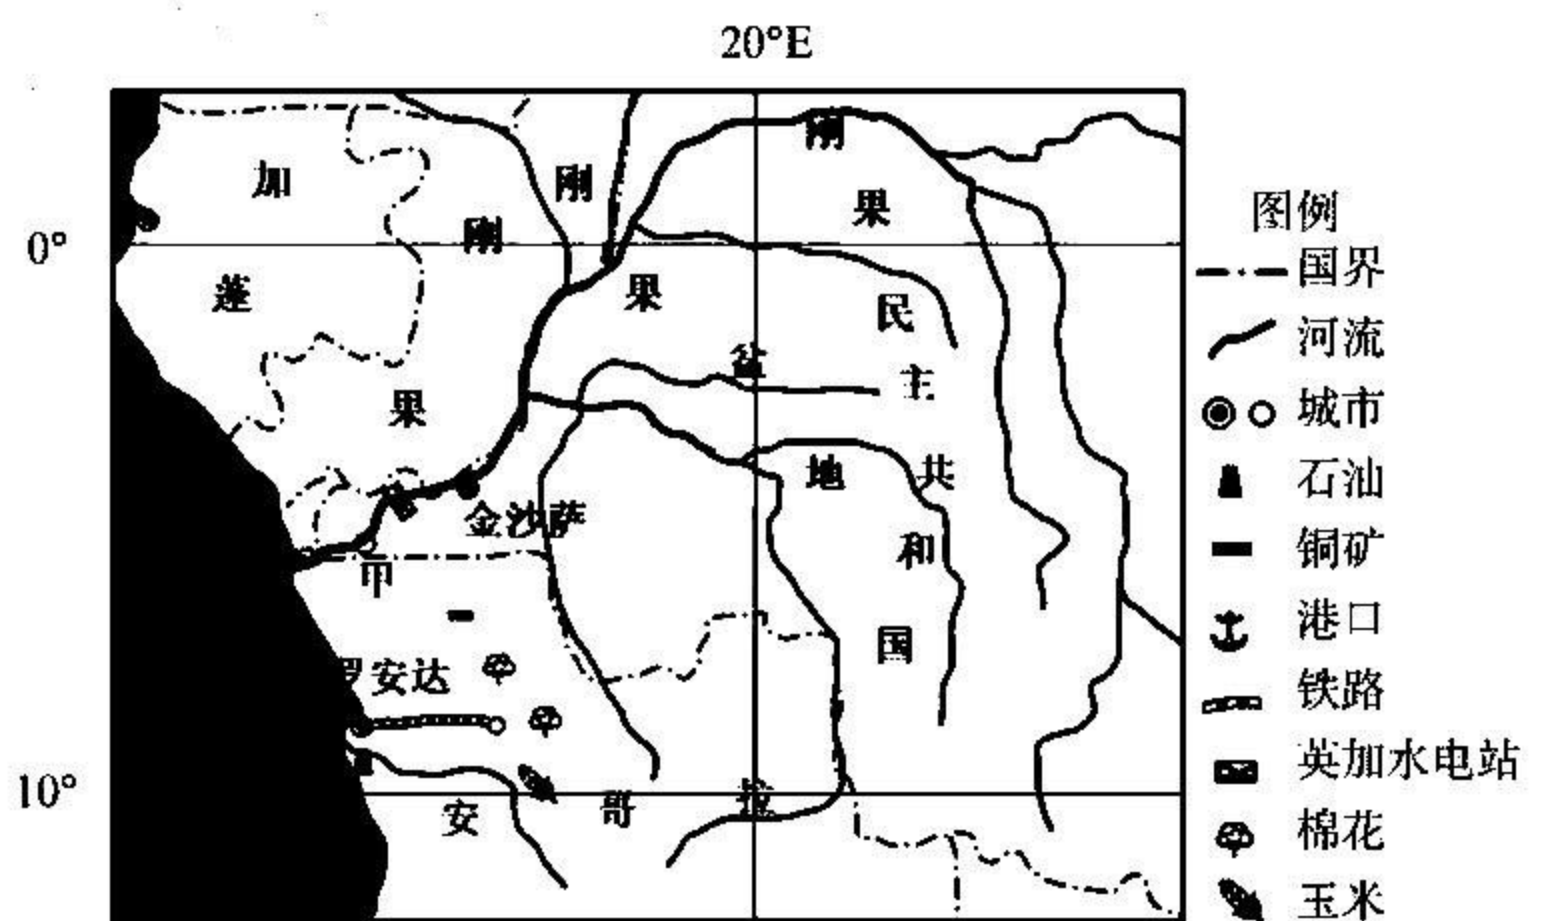 20°E
0°
10°
加
蓬
刚
果
刚
果
盆
地
刚
果
民
主
共
和
国
金沙萨
甲
罗安达
安
哥
拉
图例
国界
河流
城市
石油
铜矿
港口
铁路
英加水电站
棉花
玉米